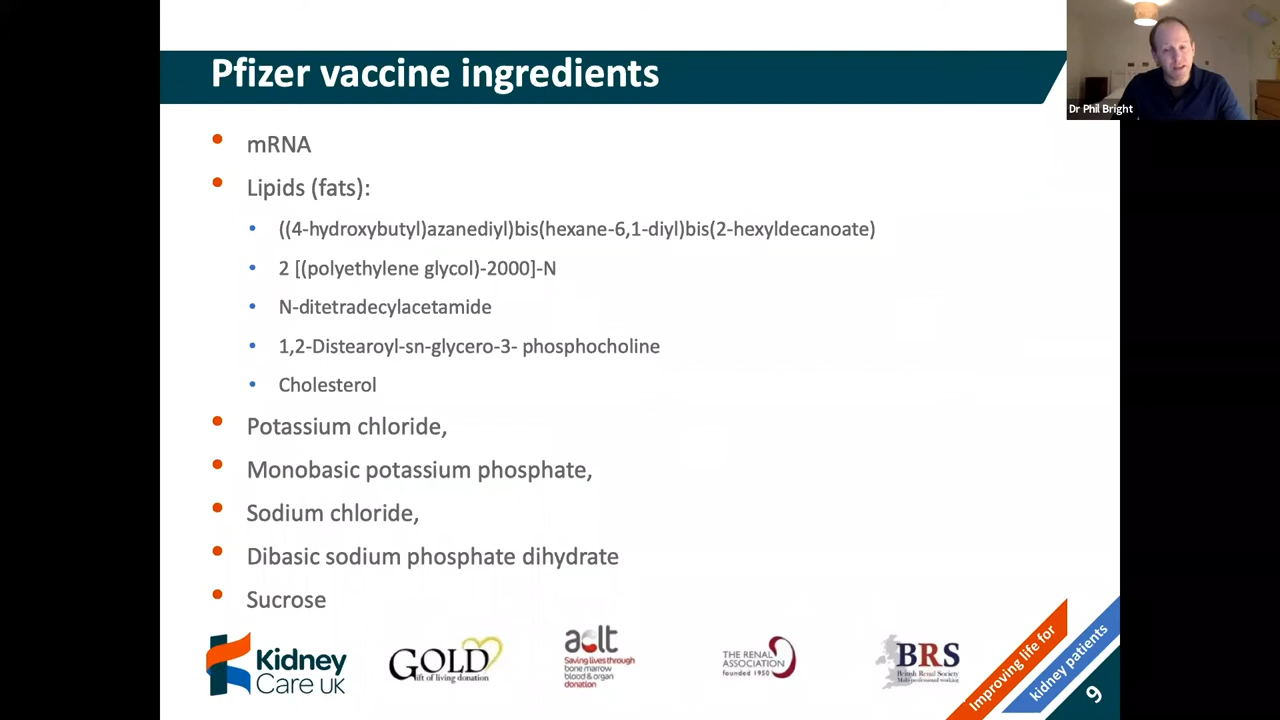 Pfizer vaccine ingredients
Dr Phil Bright
mRNA
Lipids (fats):
((4-hydroxybutyl)azanediyl)bis(hexane-6,1-diyl)bis(2-hexyldecanoate)
2 [(polyethylene glycol)-2000]-N
N-ditetradecylacetamide
1,2-Distearoyl-sn-glycero-3- phosphocholine
Cholesterol
Potassium chloride,
Monobasic potassium phosphate,
Sodium chloride,
Dibasic sodium phosphate dihydrate
Sucrose
Kidney
Care UK
GOLD
ift of living donation
aclt
Saving lives through
bone marrow
blood & organ
donation
THE RENAL
ASSOCIATION
founded 1950
BRS
British Renal Society
Multi-professional working
Improving life for
kidney patients
9